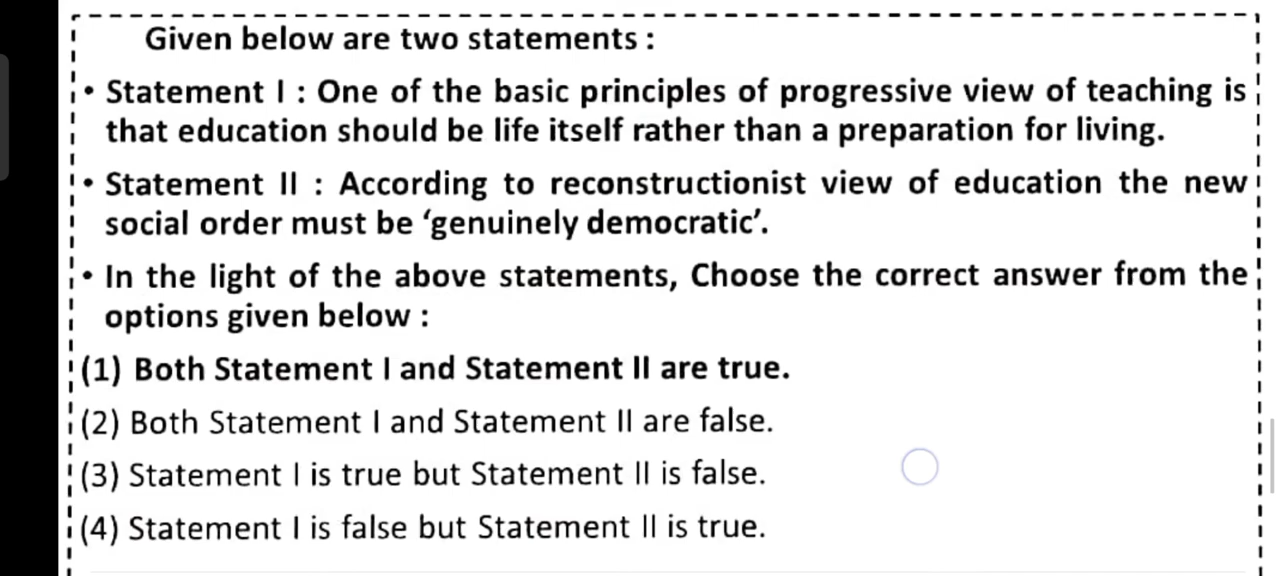 Given below are two statements :
• Statement I : One of the basic principles of progressive view of teaching is
that education should be life itself rather than a preparation for living.
• Statement II : According to reconstructionist view of education the new
social order must be ‘genuinely democratic’.
• In the light of the above statements, Choose the correct answer from the
options given below :
(1) Both Statement I and Statement II are true.
(2) Both Statement I and Statement II are false.
(3) Statement I is true but Statement II is false.
(4) Statement I is false but Statement II is true.